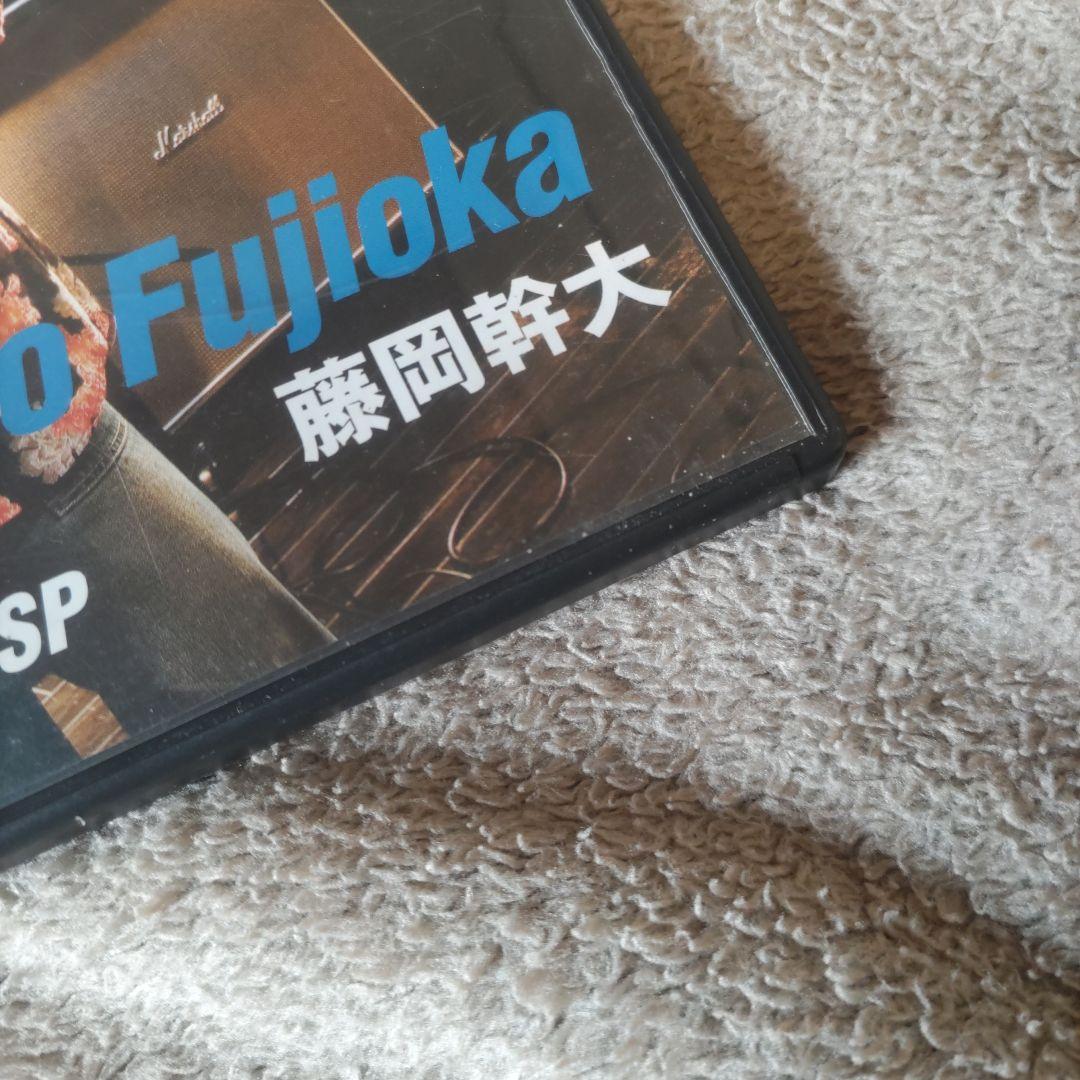 Marshall
o Fujioka
藤岡幹大
SP